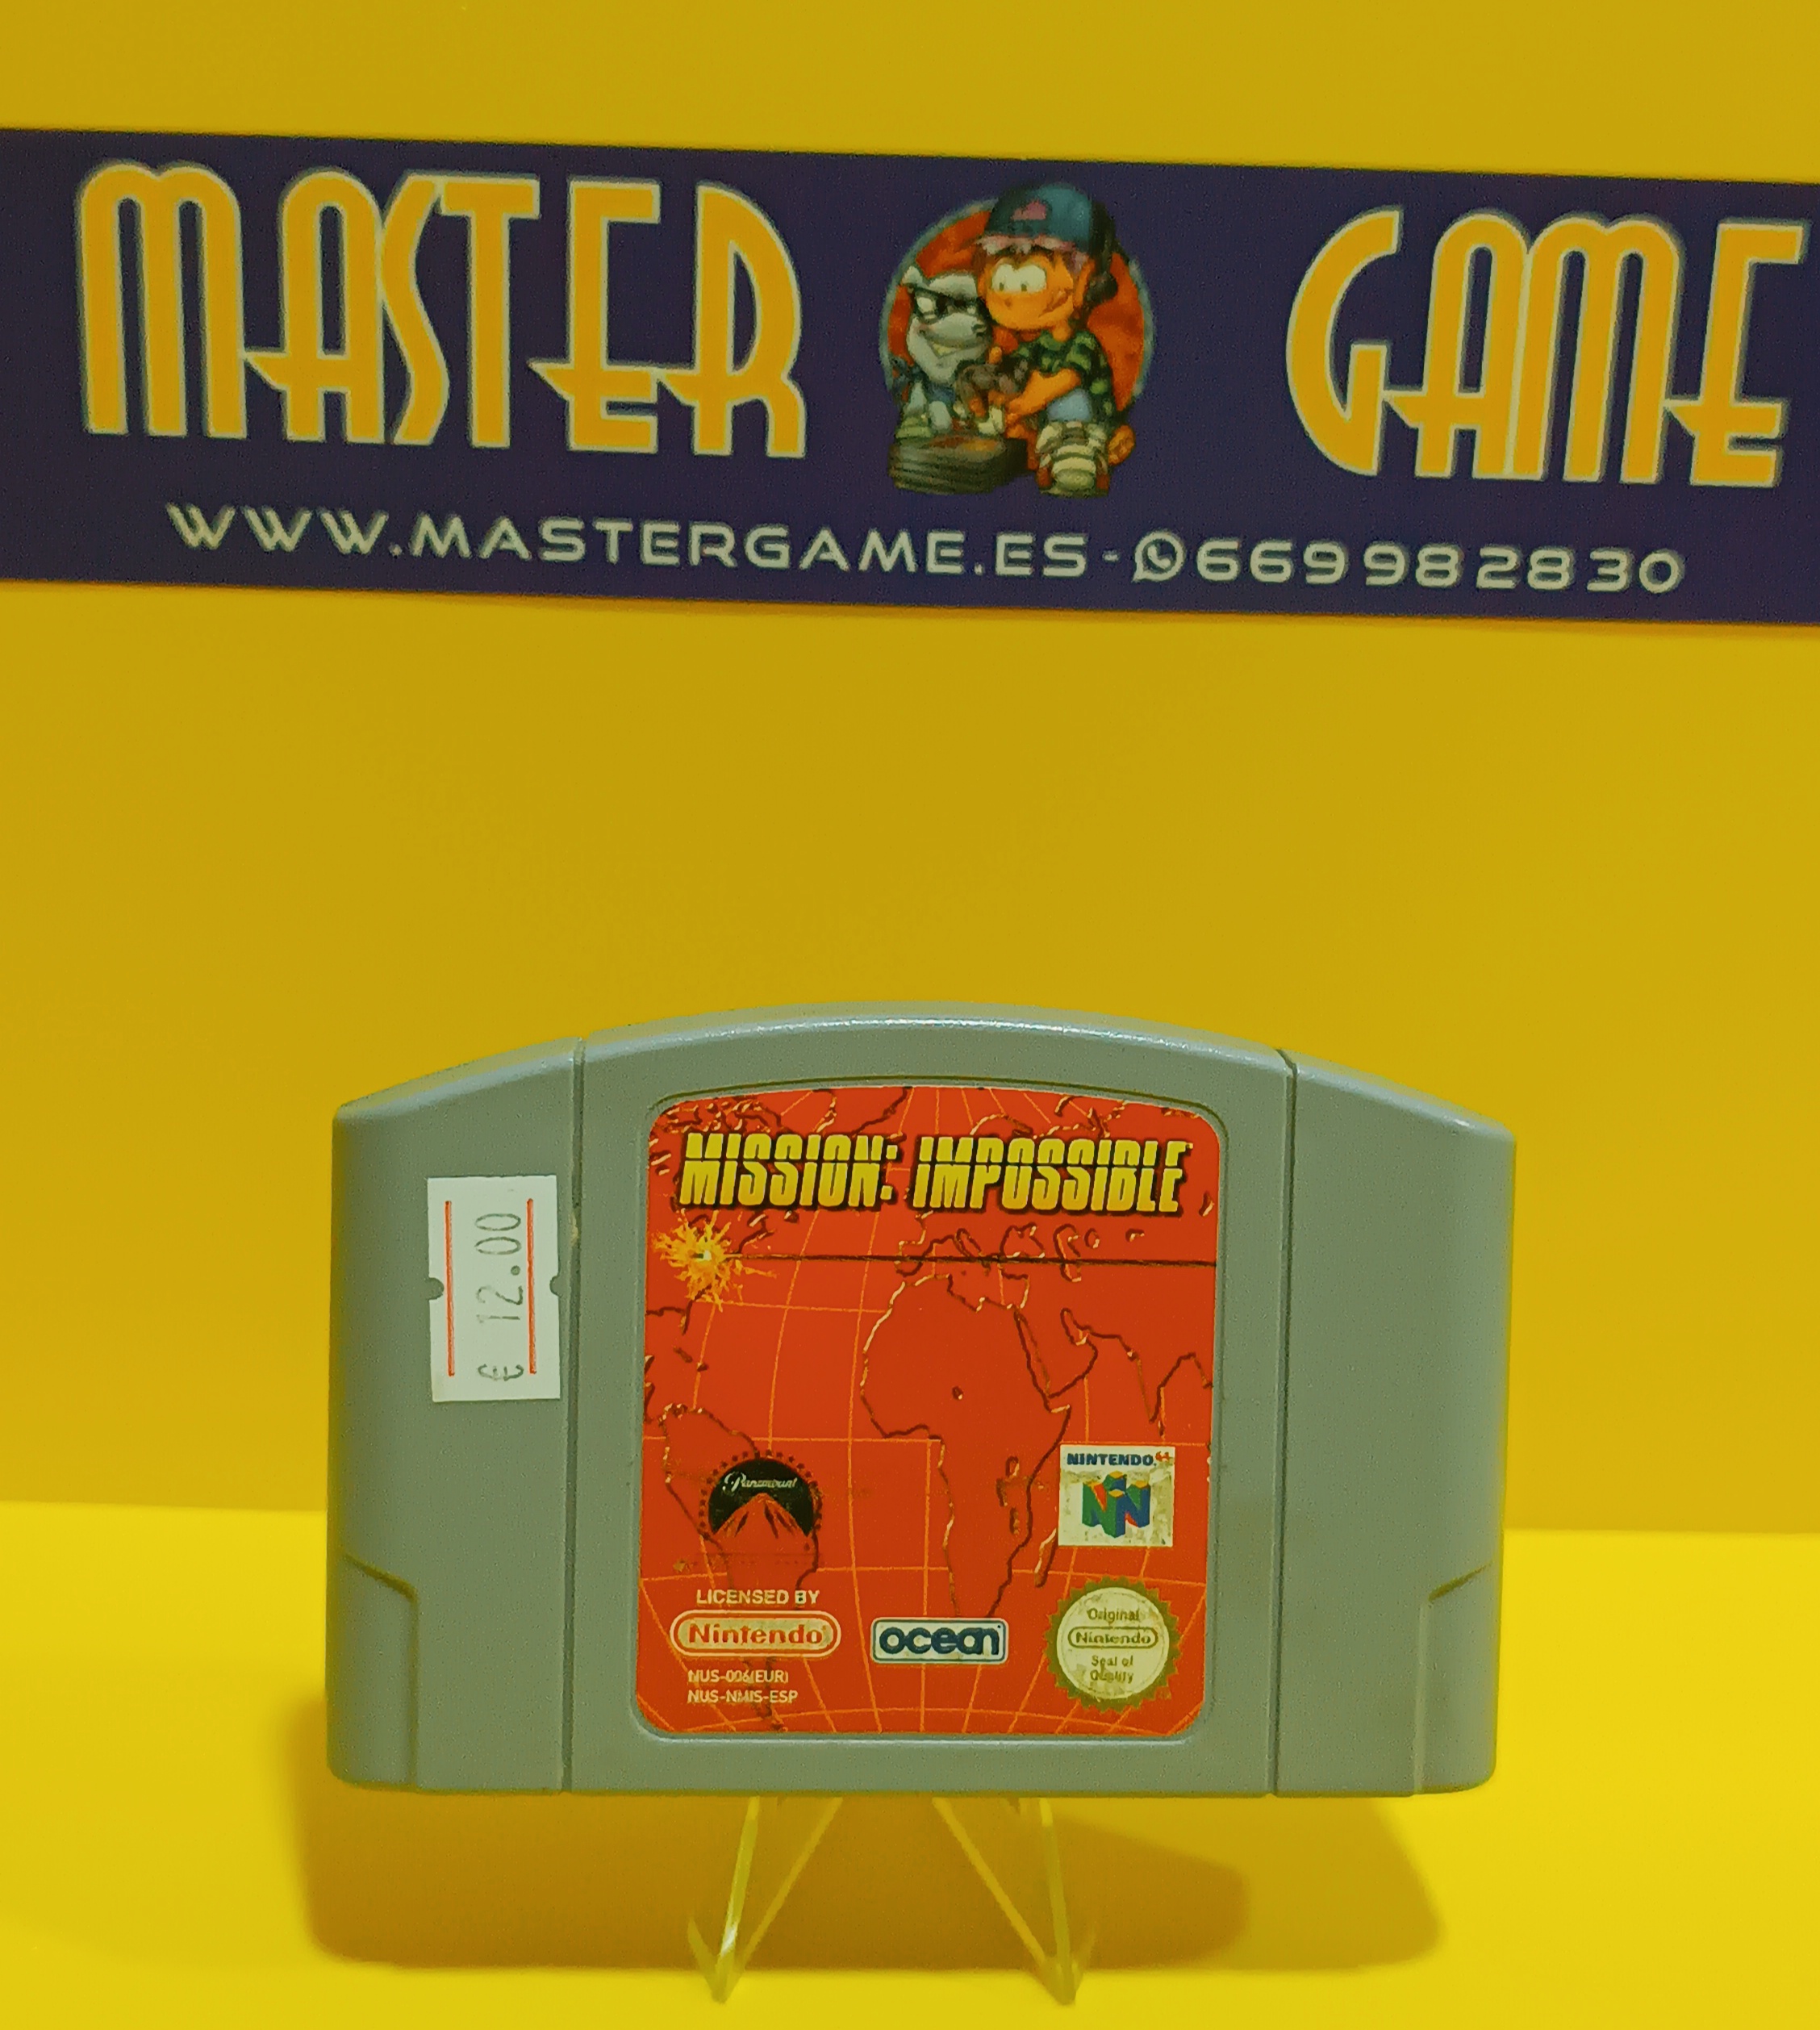 MASTER GAME
WWW.MASTERGAME.ES-669982830
MISSION: IMPOSSIBLE
€ 12.00
Paramount
NINTENDO 64
LICENSED BY
Nintendo
ocean
Original
Nintendo
Seal of
Quality
NUS-006(EUR)
NUS-NMIS-ESP